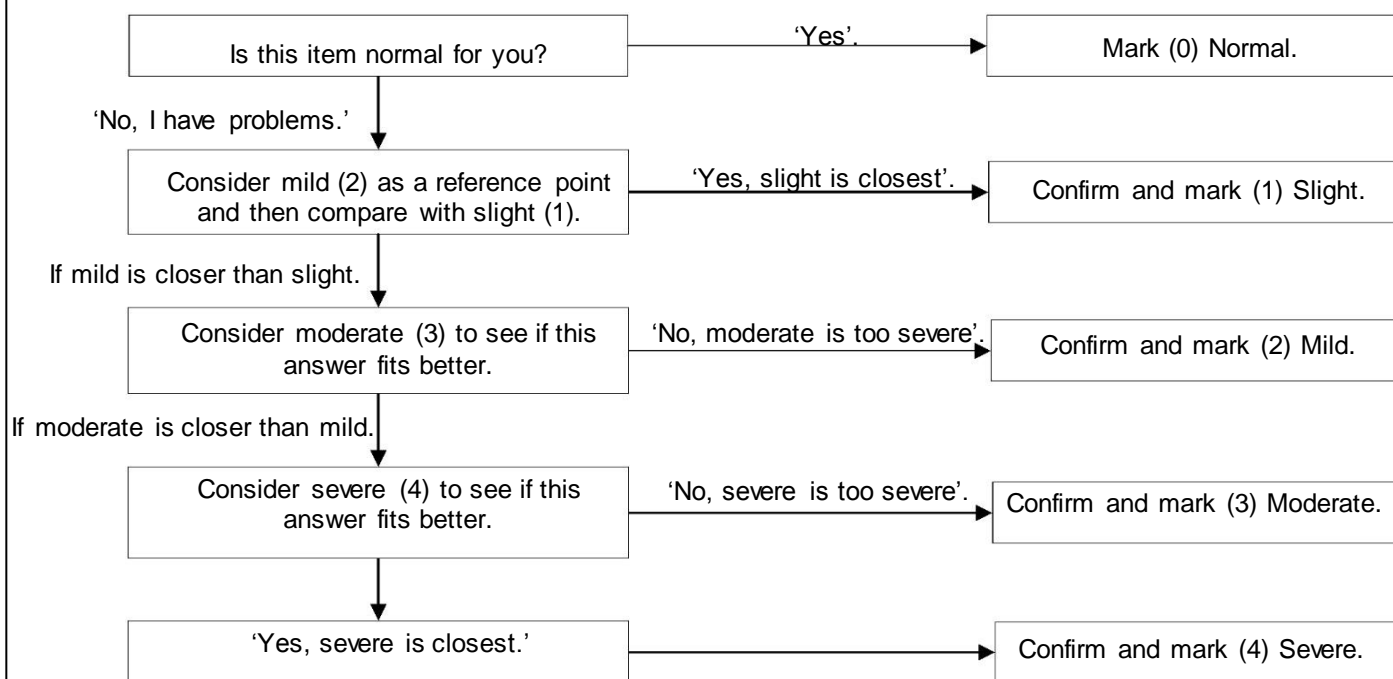 Is this item normal for you?
‘Yes’.
Mark (0) Normal.
‘No, I have problems.’
Consider mild (2) as a reference point
and then compare with slight (1).
‘Yes, slight is closest’.
Confirm and mark (1) Slight.
If mild is closer than slight.
Consider moderate (3) to see if this
answer fits better.
‘No, moderate is too severe’.
Confirm and mark (2) Mild.
If moderate is closer than mild.
Consider severe (4) to see if this
answer fits better.
‘No, severe is too severe’.
Confirm and mark (3) Moderate.
‘Yes, severe is closest.’
Confirm and mark (4) Severe.